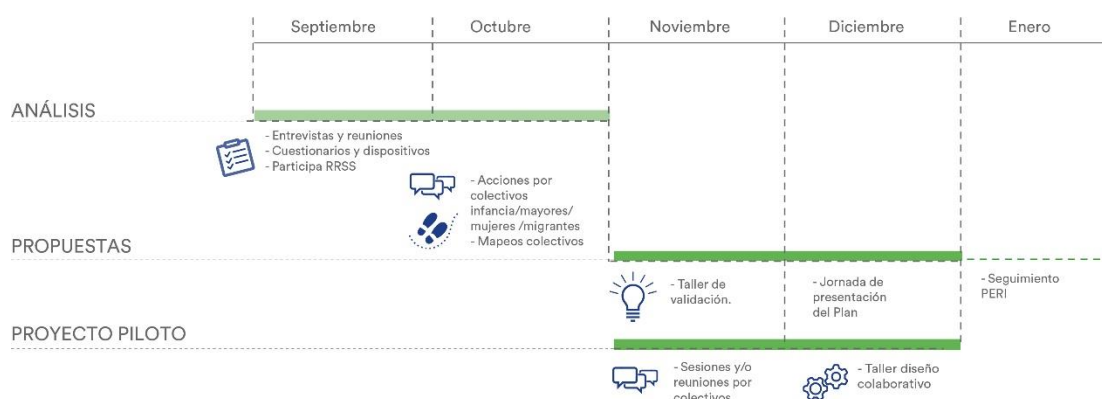 Septiembre
Octubre
Noviembre
Diciembre
Enero
ANÁLISIS
- Entrevistas y reuniones
- Cuestionarios y dispositivos
- Participa RRSS
- Acciones por
colectivos
infancia/mayores/
mujeres /migrantes
- Mapeos colectivos
PROPUESTAS
- Taller de
validación.
- Jornada de
presentación
del Plan
- Seguimiento
PERI
PROYECTO PILOTO
- Sesiones y/o
reuniones por
colectivos
- Taller diseño
colaborativo